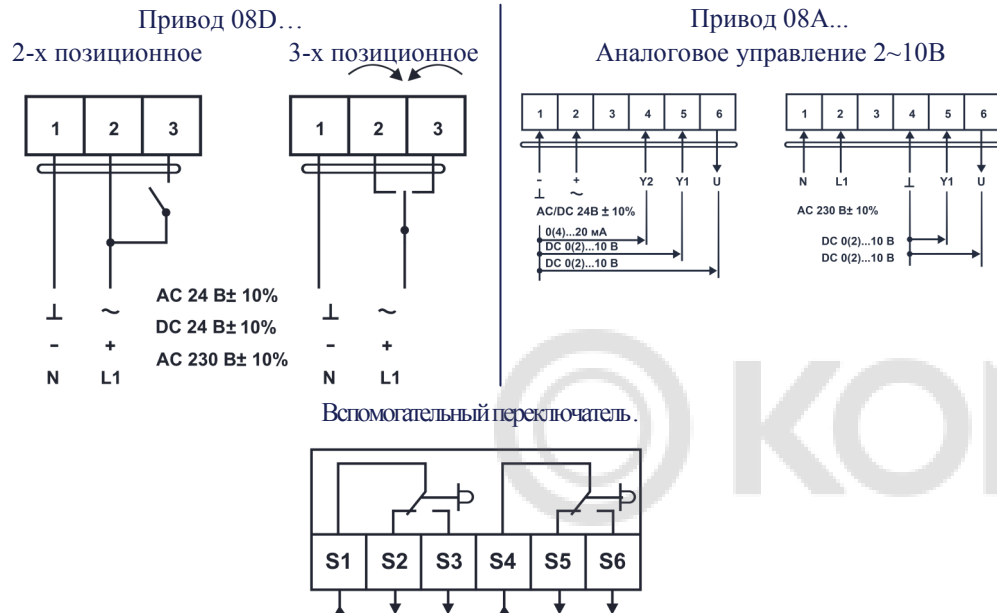 Привод 08D…
2-х позиционное 3-х позиционное
1 2 3
1 2 3
⊥ ~
- +
N L1
AC 24 В± 10%
DC 24 В± 10%
AC 230 В± 10%
⊥ ~
- +
N L1
Привод 08A...
Аналоговое управление 2~10В
1 2 3 4 5 6
- + Y2 Y1 U
⊥ ~
AC/DC 24В ± 10%
0(4)...20 мА
DC 0(2)...10 В
DC 0(2)...10 В
1 2 3 4 5 6
N L1 ⊥ Y1 U
AC 230 В± 10%
DC 0(2)...10 В
DC 0(2)...10 В
Вспомогательный переключатель.
S1 S2 S3 S4 S5 S6